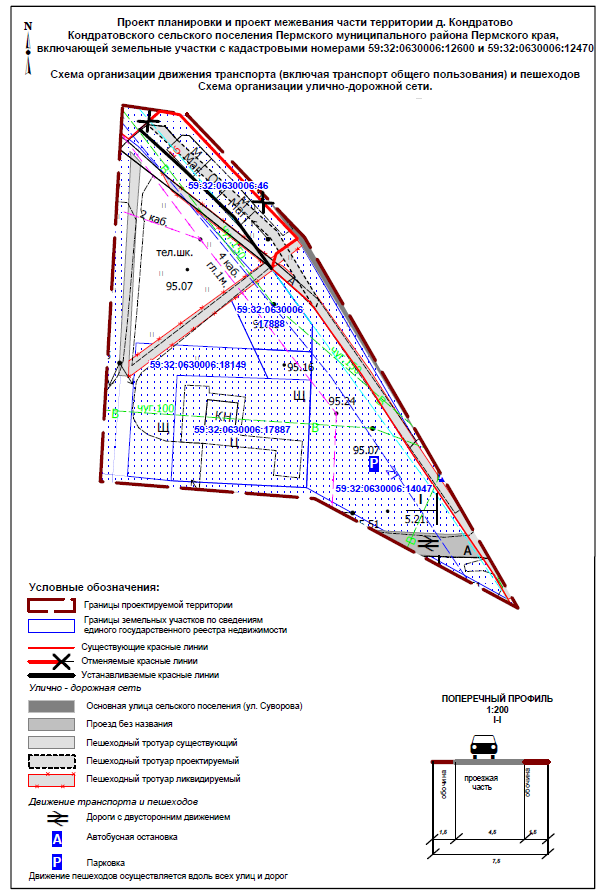 Проект планировки и проект межевания части территории д. Кондратово
Кондратовского сельского поселения Пермского муниципального района Пермского края,
включающей земельные участки с кадастровыми номерами 59:32:0630006:12600 и 59:32:0630006:12470
N
S
Схема организации движения транспорта (включая транспорт общего пользования) и пешеходов
Схема организации улично-дорожной сети.
59:32:0630006:46
2 каб.
тел.шк.
4 каб.
гл.1м.
95.07
59:32:0630006
:17888
59:32:0630006:18149
95.16
Щ
95.24
чуг.100
В
КН
Щ
59:32:0630006:17887
В
Ц
95.07
P
59:32:0630006:14047
I
5.21
А
Условные обозначения:
Границы проектируемой территории
Границы земельных участков по сведениям
единого государственного реестра недвижимости
Существующие красные линии
Отменяемые красные линии
Устанавливаемые красные линии
Улично - дорожная сеть
Основная улица сельского поселения (ул. Суворова)
Проезд без названия
Пешеходный тротуар существующий
Пешеходный тротуар проектируемый
Пешеходный тротуар ликвидируемый
Движение транспорта и пешеходов
Дороги с двусторонним движением
A Автобусная остановка
P Парковка
Движение пешеходов осуществляется вдоль всех улиц и дорог
ПОПЕРЕЧНЫЙ ПРОФИЛЬ
1:200
I-I
обочина
проезжая
часть
обочина
1,5
4,5
1,5
7,5